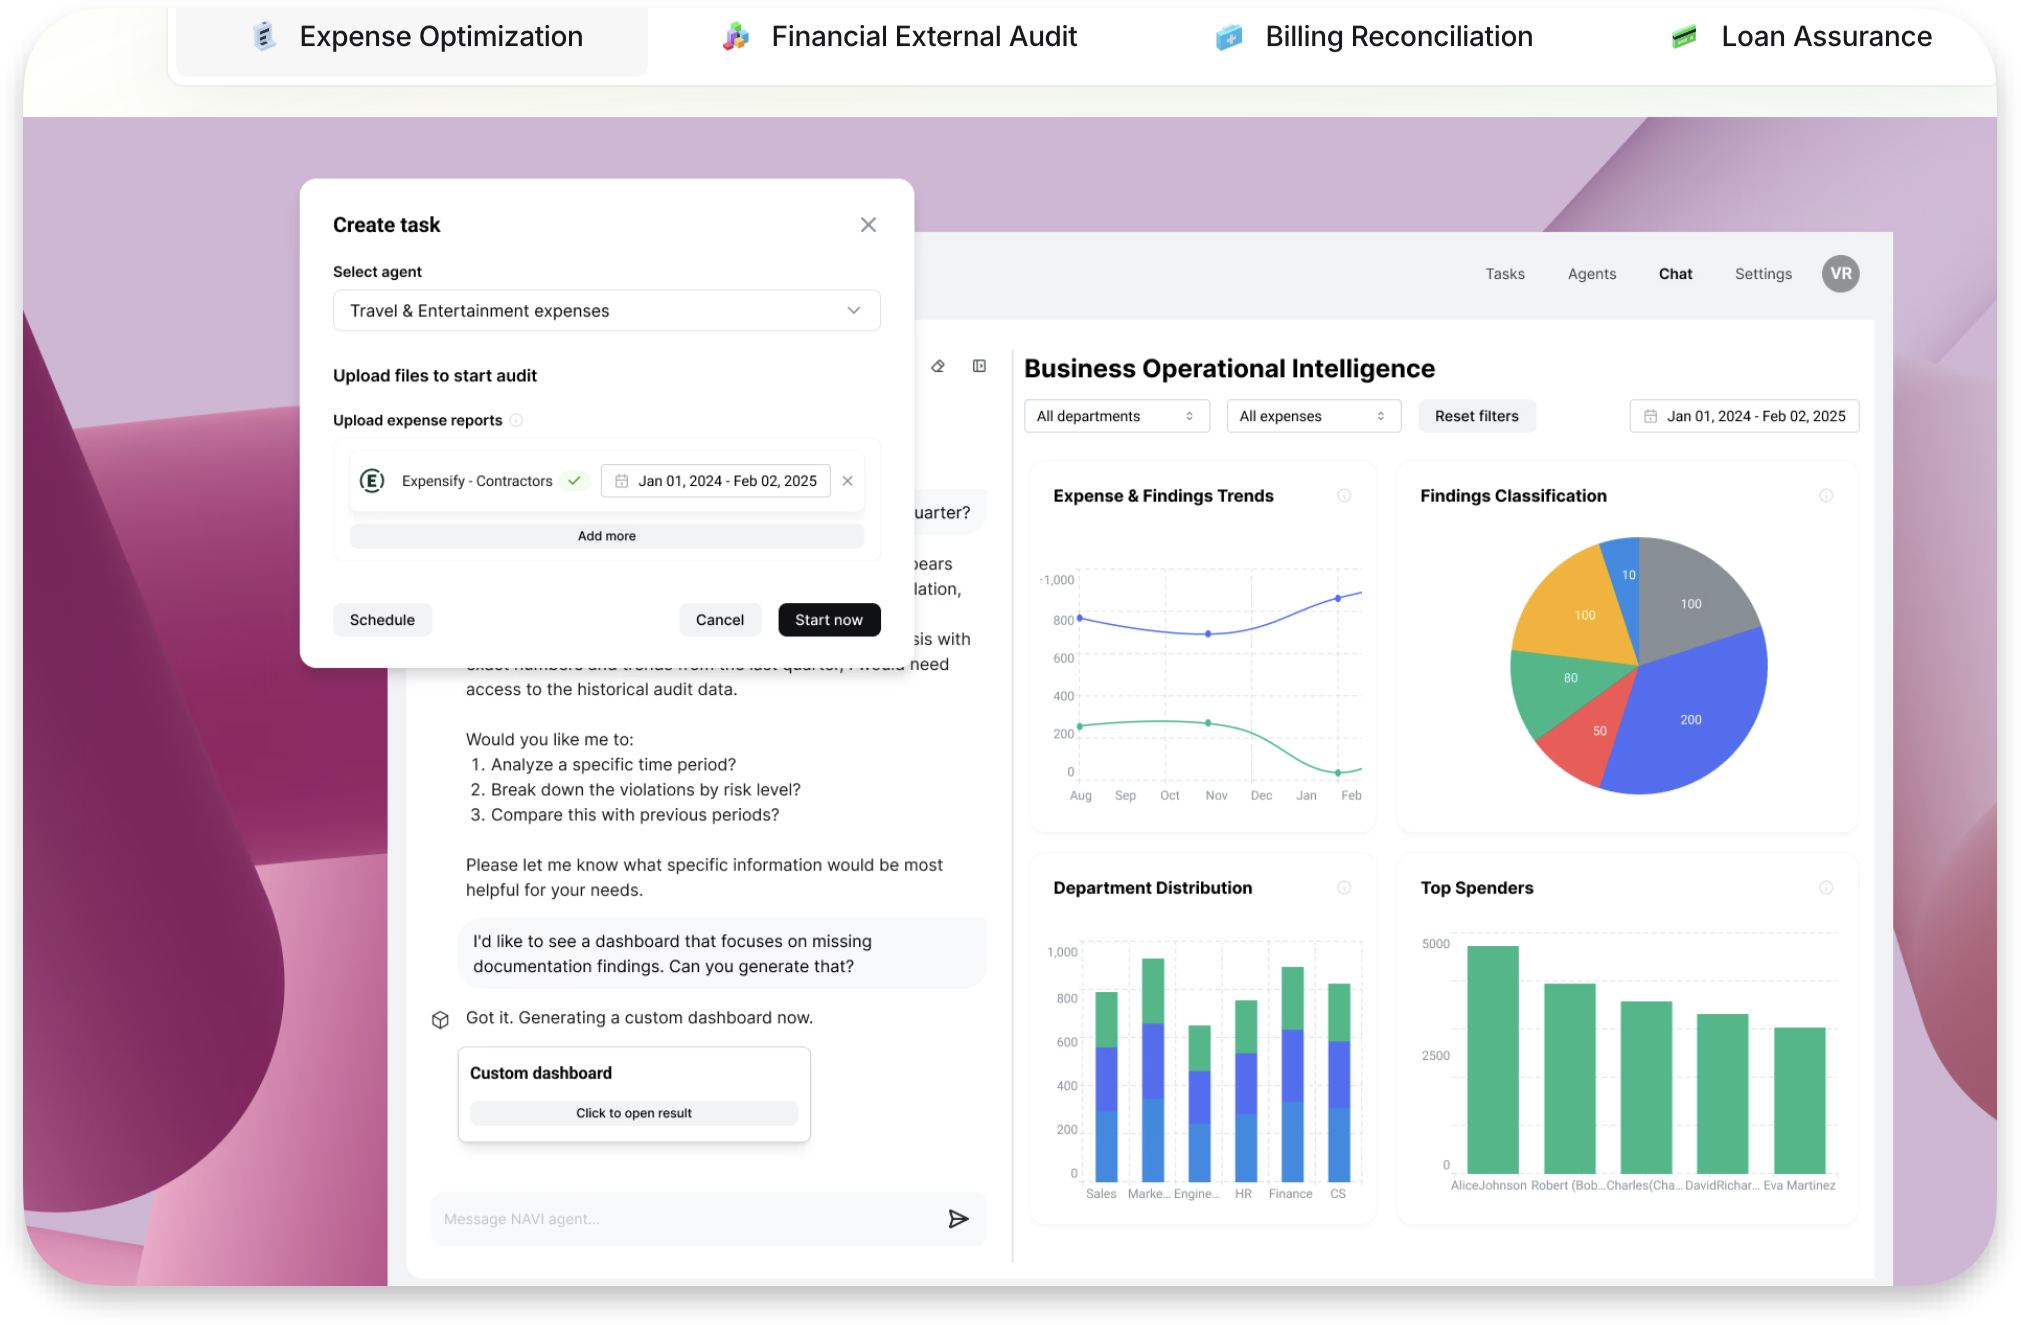 Expense Optimization
Financial External Audit
Billing Reconciliation
Loan Assurance
Create task
Select agent
Travel & Entertainment expenses
Upload files to start audit
Upload expense reports
E
Expensify - Contractors
Jan 01, 2024 - Feb 02, 2025
Add more
Schedule
Cancel
Start now
Tasks
Agents
Chat
Settings
VR
uarter?
lation,
sis with
need
access to the historical audit data.
Would you like me to:
1. Analyze a specific time period?
2. Break down the violations by risk level?
3. Compare this with previous periods?
Please let me know what specific information would be most
helpful for your needs.
I'd like to see a dashboard that focuses on missing
documentation findings. Can you generate that?
Got it. Generating a custom dashboard now.
Custom dashboard
Click to open result
Message NAVI agent...
Business Operational Intelligence
All departments
All expenses
Reset filters
Jan 01, 2024 - Feb 02, 2025
Expense & Findings Trends
1,000
800
600
400
200
0
Aug Sep Oct Nov Dec Jan Feb
Findings Classification
10
100
100
80
50
200
Department Distribution
1,000
800
600
400
200
0
Sales Marke... Engine... HR Finance CS
Top Spenders
5000
2500
0
AliceJohnson Robert (Bob... Charles(Cha... DavidRichar... Eva Martinez